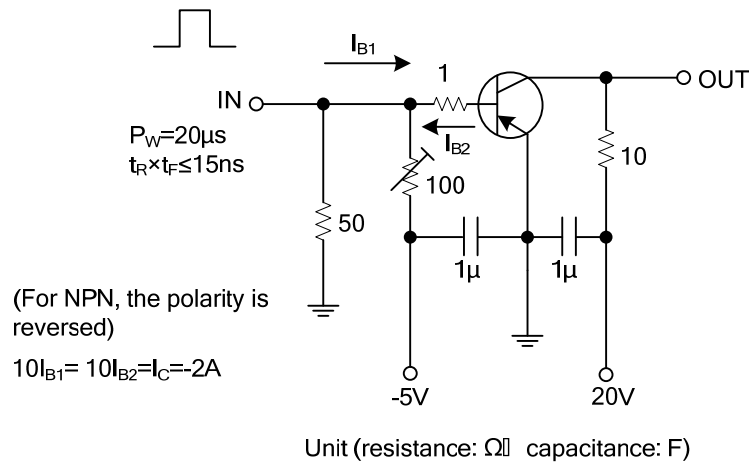 I_B1
1
OUT
IN
P_W=20µs
t_R×t_F≤15ns
I_B2
10
100
50
1µ
1µ
(For NPN, the polarity is
reversed)
10I_B1= 10I_B2=I_C=-2A
-5V
20V
Unit (resistance: Ω▯ capacitance: F)